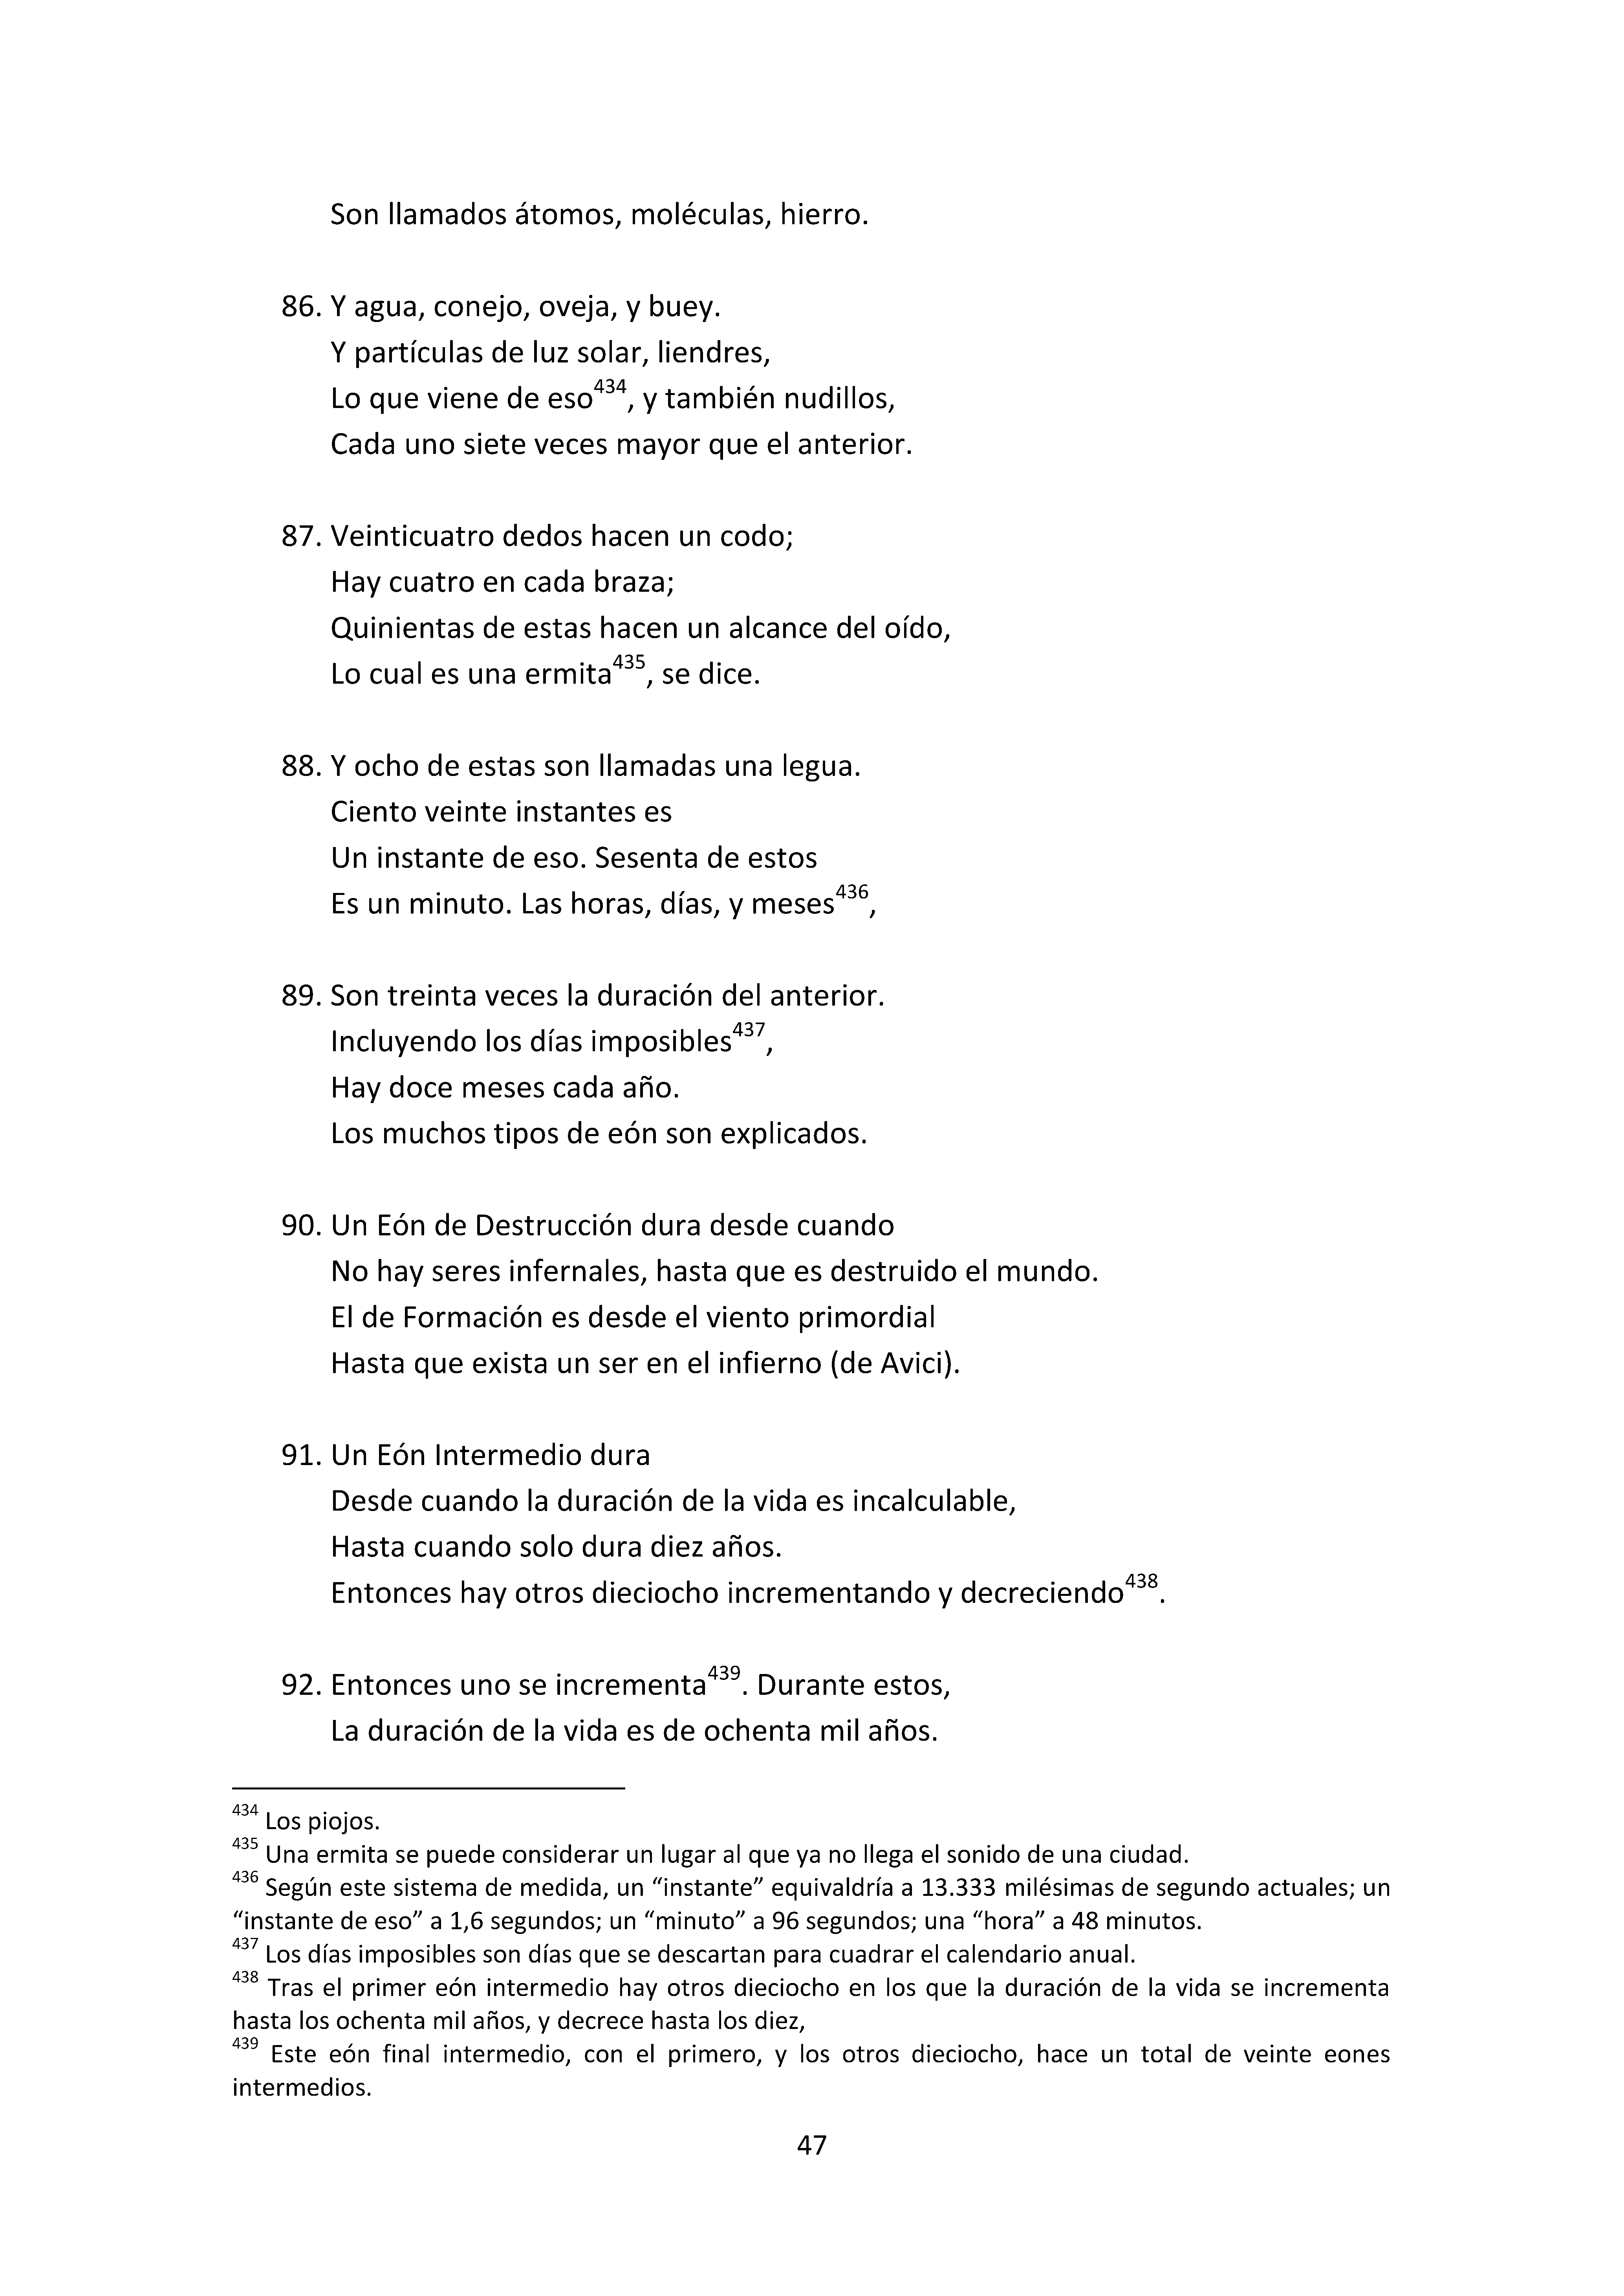 Son llamados átomos, moléculas, hierro.
86. Y agua, conejo, oveja, y buey.
Y partículas de luz solar, liendres,
Lo que viene de eso434, y también nudillos,
Cada uno siete veces mayor que el anterior.
87. Veinticuatro dedos hacen un codo;
Hay cuatro en cada braza;
Quinientas de estas hacen un alcance del oído,
Lo cual es una ermita435, se dice.
88. Y ocho de estas son llamadas una legua.
Ciento veinte instantes es
Un instante de eso. Sesenta de estos
Es un minuto. Las horas, días, y meses436,
89. Son treinta veces la duración del anterior.
Incluyendo los días imposibles437,
Hay doce meses cada año.
Los muchos tipos de eón son explicados.
90. Un Eón de Destrucción dura desde cuando
No hay seres infernales, hasta que es destruido el mundo.
El de Formación es desde el viento primordial
Hasta que exista un ser en el infierno (de Avici).
91. Un Eón Intermedio dura
Desde cuando la duración de la vida es incalculable,
Hasta cuando solo dura diez años.
Entonces hay otros dieciocho incrementando y decreciendo438.
92. Entonces uno se incrementa439. Durante estos,
La duración de la vida es de ochenta mil años.
434 Los piojos.
435 Una ermita se puede considerar un lugar al que ya no llega el sonido de una ciudad.
436 Según este sistema de medida, un “instante” equivaldría a 13.333 milésimas de segundo actuales; un
“instante de eso” a 1,6 segundos; un “minuto” a 96 segundos; una “hora” a 48 minutos.
437 Los días imposibles son días que se descartan para cuadrar el calendario anual.
438 Tras el primer eón intermedio hay otros dieciocho en los que la duración de la vida se incrementa
hasta los ochenta mil años, y decrece hasta los diez,
439 Este eón final intermedio, con el primero, y los otros dieciocho, hace un total de veinte eones
intermedios.
47